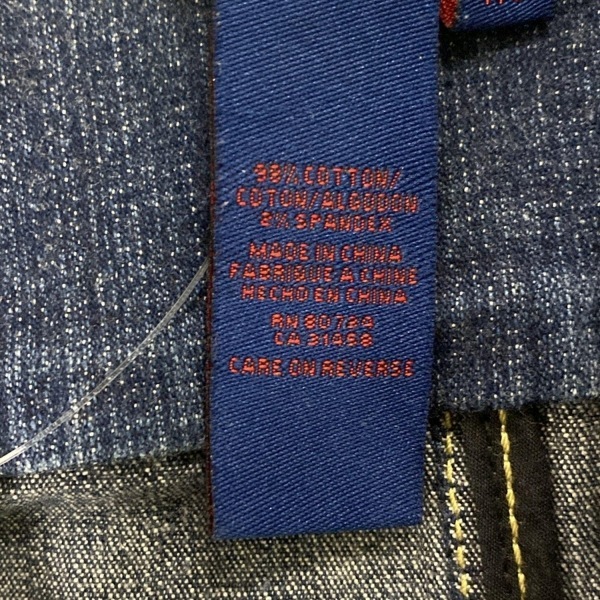 98% COTTON/
COTON/ALGODON
2% SPANDEX
MADE IN CHINA
FABRIQUE A CHINE
HECHO EN CHINA
RN 80734
CA 31458
CARE ON REVERSE